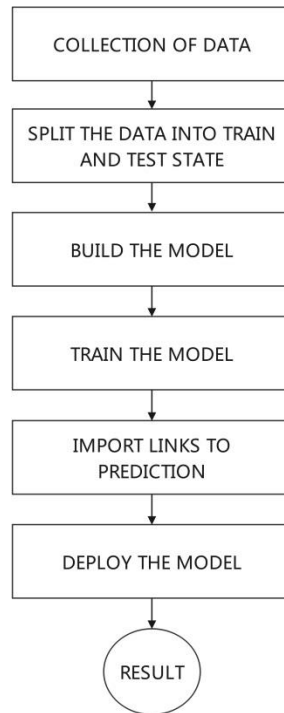 COLLECTION OF DATA
SPLIT THE DATA INTO TRAIN
AND TEST STATE
BUILD THE MODEL
TRAIN THE MODEL
IMPORT LINKS TO
PREDICTION
DEPLOY THE MODEL
RESULT